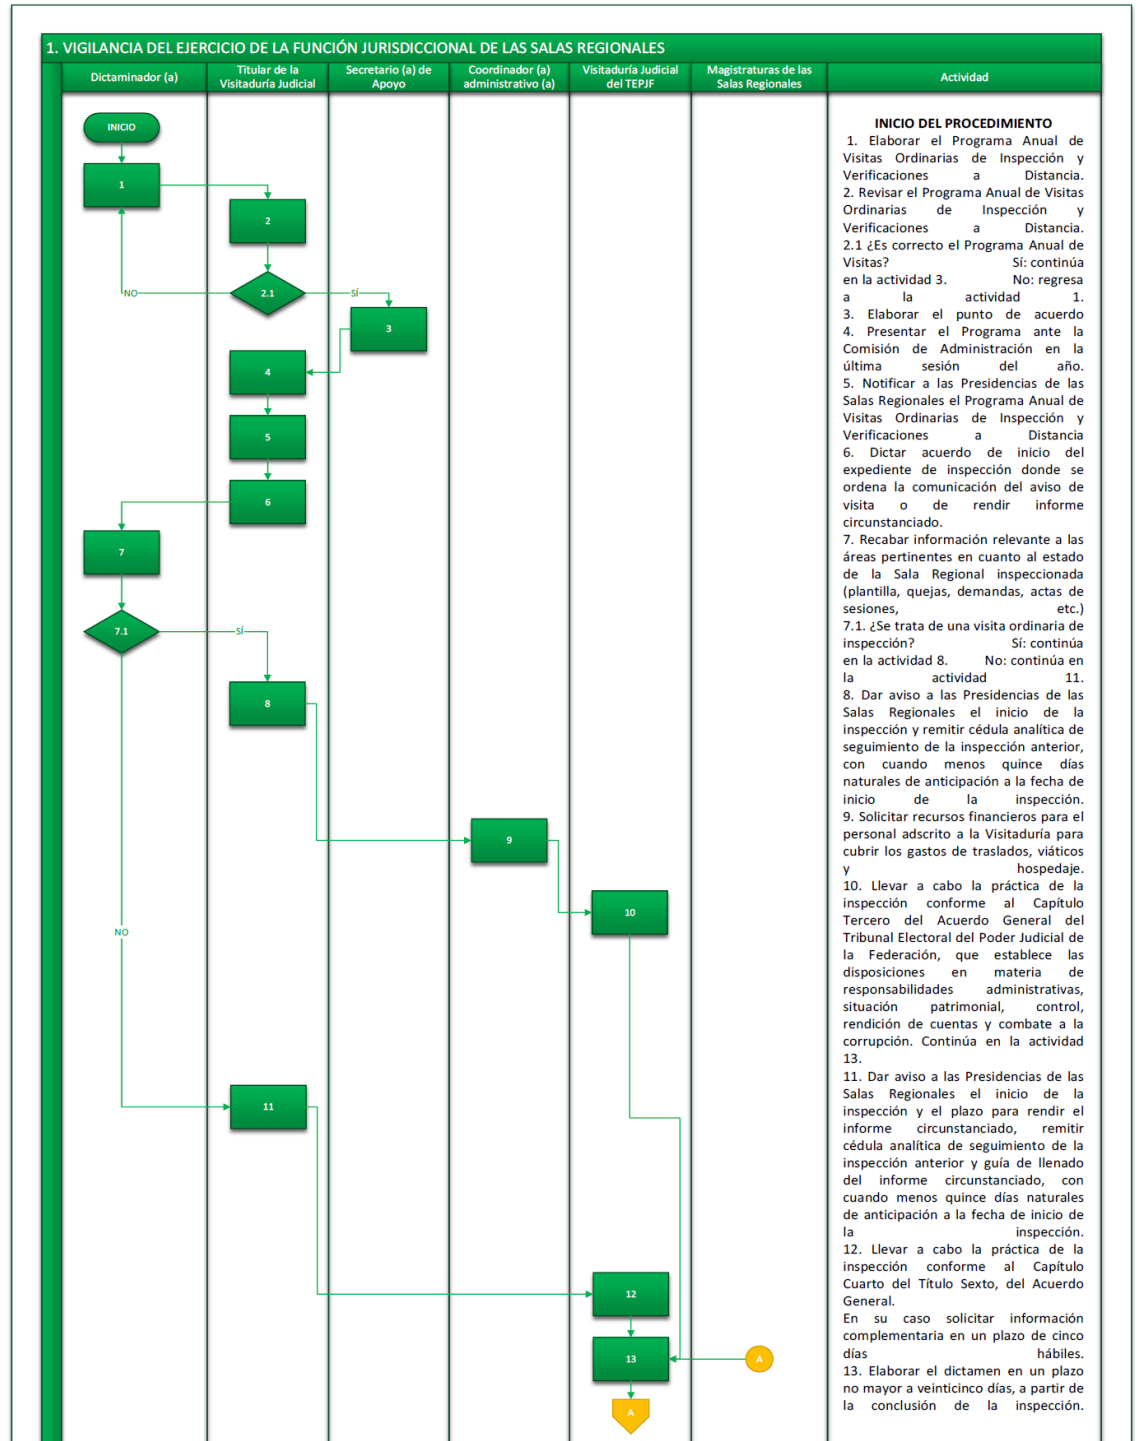 1. VIGILANCIA DEL EJERCICIO DE LA FUNCIÓN JURISDICCIONAL DE LAS SALAS REGIONALES
Dictaminador (a)
Titular de la
Visitaduría Judicial
Secretario (a) de
Apoyo
Coordinador (a)
administrativo (a)
Visitaduría Judicial
del TEPJF
Magistraturas de las
Salas Regionales
Actividad
INICIO
1
2
NO
2.1
SÍ
3
4
5
6
7
7.1
SÍ
8
9
10
NO
11
12
13
A
A
INICIO DEL PROCEDIMIENTO
1. Elaborar el Programa Anual de
Visitas Ordinarias de Inspección y
Verificaciones a Distancia.
2. Revisar el Programa Anual de Visitas
Ordinarias de Inspección y
Verificaciones a Distancia.
2.1 ¿Es correcto el Programa Anual de
Visitas? Sí: continúa
en la actividad 3. No: regresa
a la actividad 1.
3. Elaborar el punto de acuerdo
4. Presentar el Programa ante la
Comisión de Administración en la
última sesión del año.
5. Notificar a las Presidencias de las
Salas Regionales el Programa Anual de
Visitas Ordinarias de Inspección y
Verificaciones a Distancia
6. Dictar acuerdo de inicio del
expediente de inspección donde se
ordena la comunicación del aviso de
visita o de rendir informe
circunstanciado.
7. Recabar información relevante a las
áreas pertinentes en cuanto al estado
de la Sala Regional inspeccionada
(plantilla, quejas, demandas, actas de
sesiones, etc.)
7.1. ¿Se trata de una visita ordinaria de
inspección? Sí: continúa
en la actividad 8. No: continúa en
la actividad 11.
8. Dar aviso a las Presidencias de las
Salas Regionales el inicio de la
inspección y remitir cédula analítica de
seguimiento de la inspección anterior,
con cuando menos quince días
naturales de anticipación a la fecha de
inicio de la inspección.
9. Solicitar recursos financieros para el
personal adscrito a la Visitaduría para
cubrir los gastos de traslados, viáticos
y hospedaje.
10. Llevar a cabo la práctica de la
inspección conforme al Capítulo
Tercero del Acuerdo General del
Tribunal Electoral del Poder Judicial de
la Federación, que establece las
disposiciones en materia de
responsabilidades administrativas,
situación patrimonial, control,
rendición de cuentas y combate a la
corrupción. Continúa en la actividad
13.
11. Dar aviso a las Presidencias de las
Salas Regionales el inicio de la
inspección y el plazo para rendir el
informe circunstanciado, remitir
cédula analítica de seguimiento de la
inspección anterior y guía de llenado
del informe circunstanciado, con
cuando menos quince días naturales
de anticipación a la fecha de inicio de
la inspección.
12. Llevar a cabo la práctica de la
inspección conforme al Capítulo
Cuarto del Título Sexto, del Acuerdo
General.
En su caso solicitar información
complementaria en un plazo de cinco
días hábiles.
13. Elaborar el dictamen en un plazo
no mayor a veinticinco días, a partir de
la conclusión de la inspección.